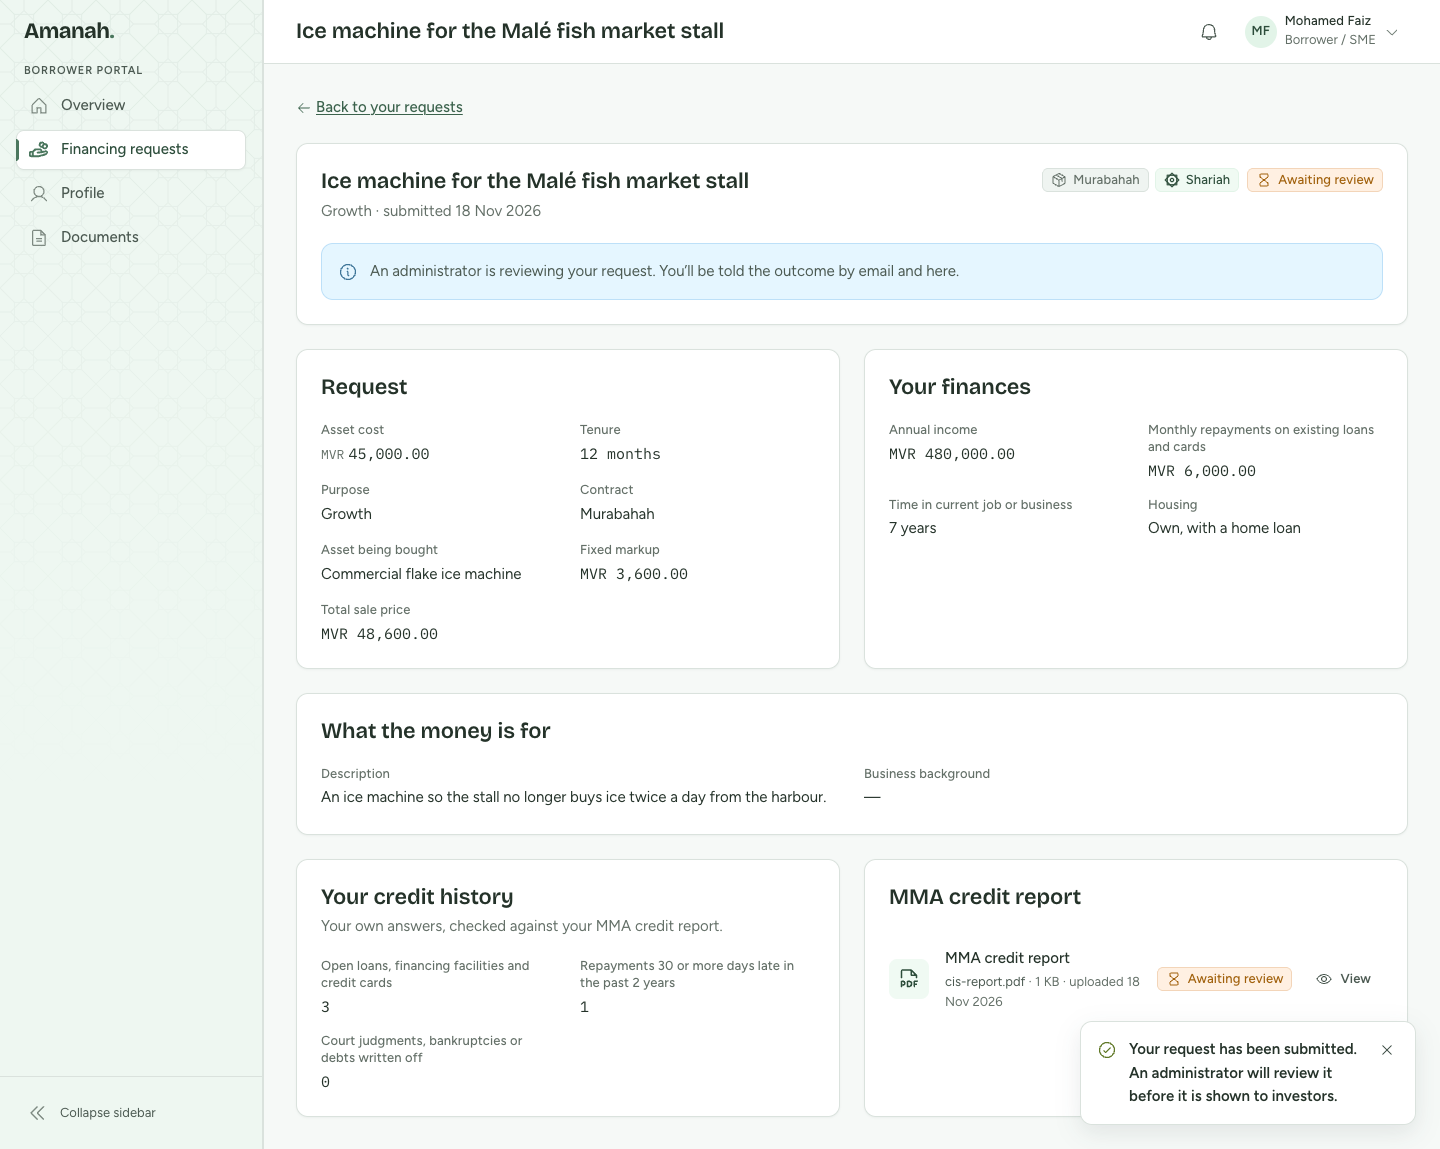 Amanah.
BORROWER PORTAL
Overview
Financing requests
Profile
Documents
Collapse sidebar
Ice machine for the Malé fish market stall
MF
Mohamed Faiz
Borrower / SME
Back to your requests
Ice machine for the Malé fish market stall
Growth · submitted 18 Nov 2026
Murabahah
Shariah
Awaiting review
An administrator is reviewing your request. You’ll be told the outcome by email and here.
Request
Asset cost
MVR 45,000.00
Tenure
12 months
Purpose
Growth
Contract
Murabahah
Asset being bought
Commercial flake ice machine
Fixed markup
MVR 3,600.00
Total sale price
MVR 48,600.00
Your finances
Annual income
MVR 480,000.00
Monthly repayments on existing loans
and cards
MVR 6,000.00
Time in current job or business
7 years
Housing
Own, with a home loan
What the money is for
Description
An ice machine so the stall no longer buys ice twice a day from the harbour.
Business background
—
Your credit history
Your own answers, checked against your MMA credit report.
Open loans, financing facilities and
credit cards
3
Repayments 30 or more days late in
the past 2 years
1
Court judgments, bankruptcies or
debts written off
0
MMA credit report
PDF
MMA credit report
cis-report.pdf · 1 KB · uploaded 18
Nov 2026
Awaiting review
View
Your request has been submitted.
An administrator will review it
before it is shown to investors.